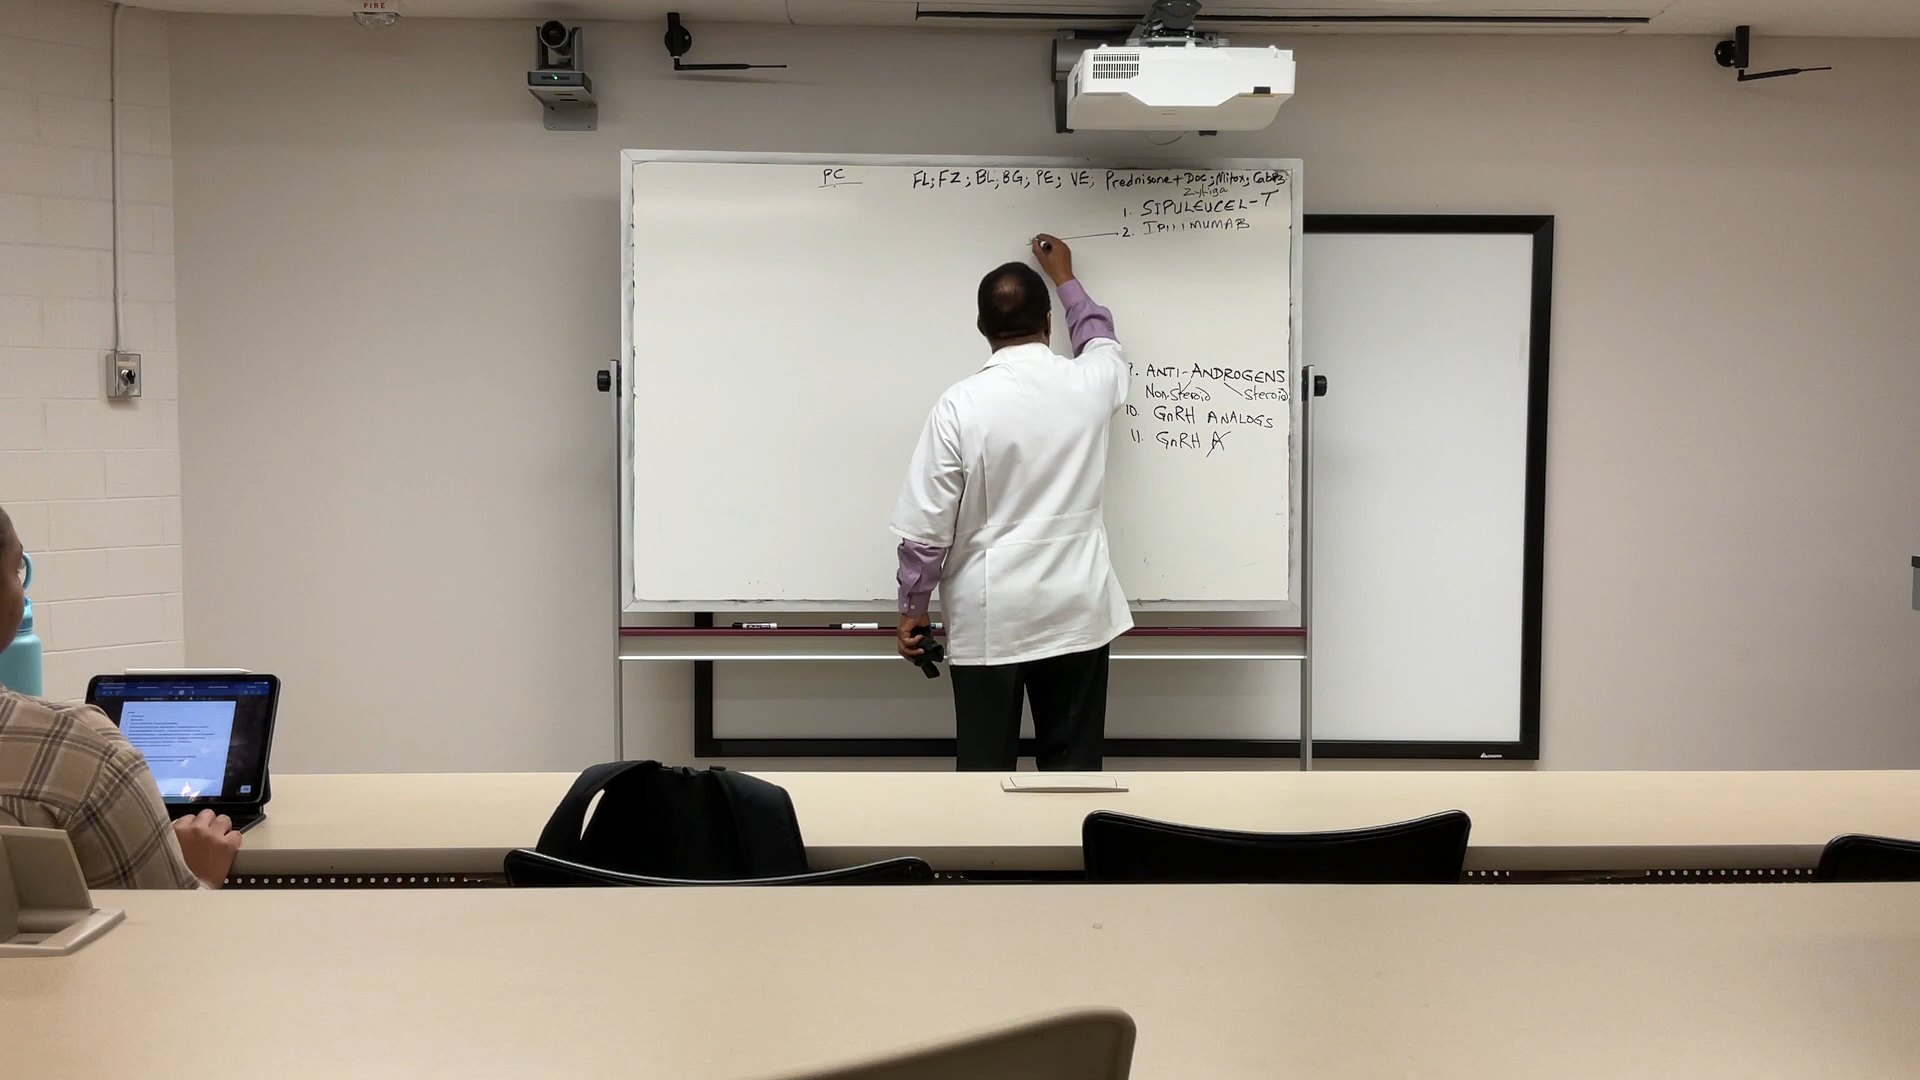 FIRE
PC
FL; FZ; BL; BG; PE; VE; Prednisone + Doc; Mitox; Cabaz
Zytiga
1. SIPULEUCEL-T
2. IPILIMUMAB
9. ANTI-ANDROGENS
Non-Steroid Steroid
10. GnRH ANALOGS
11. GnRH A